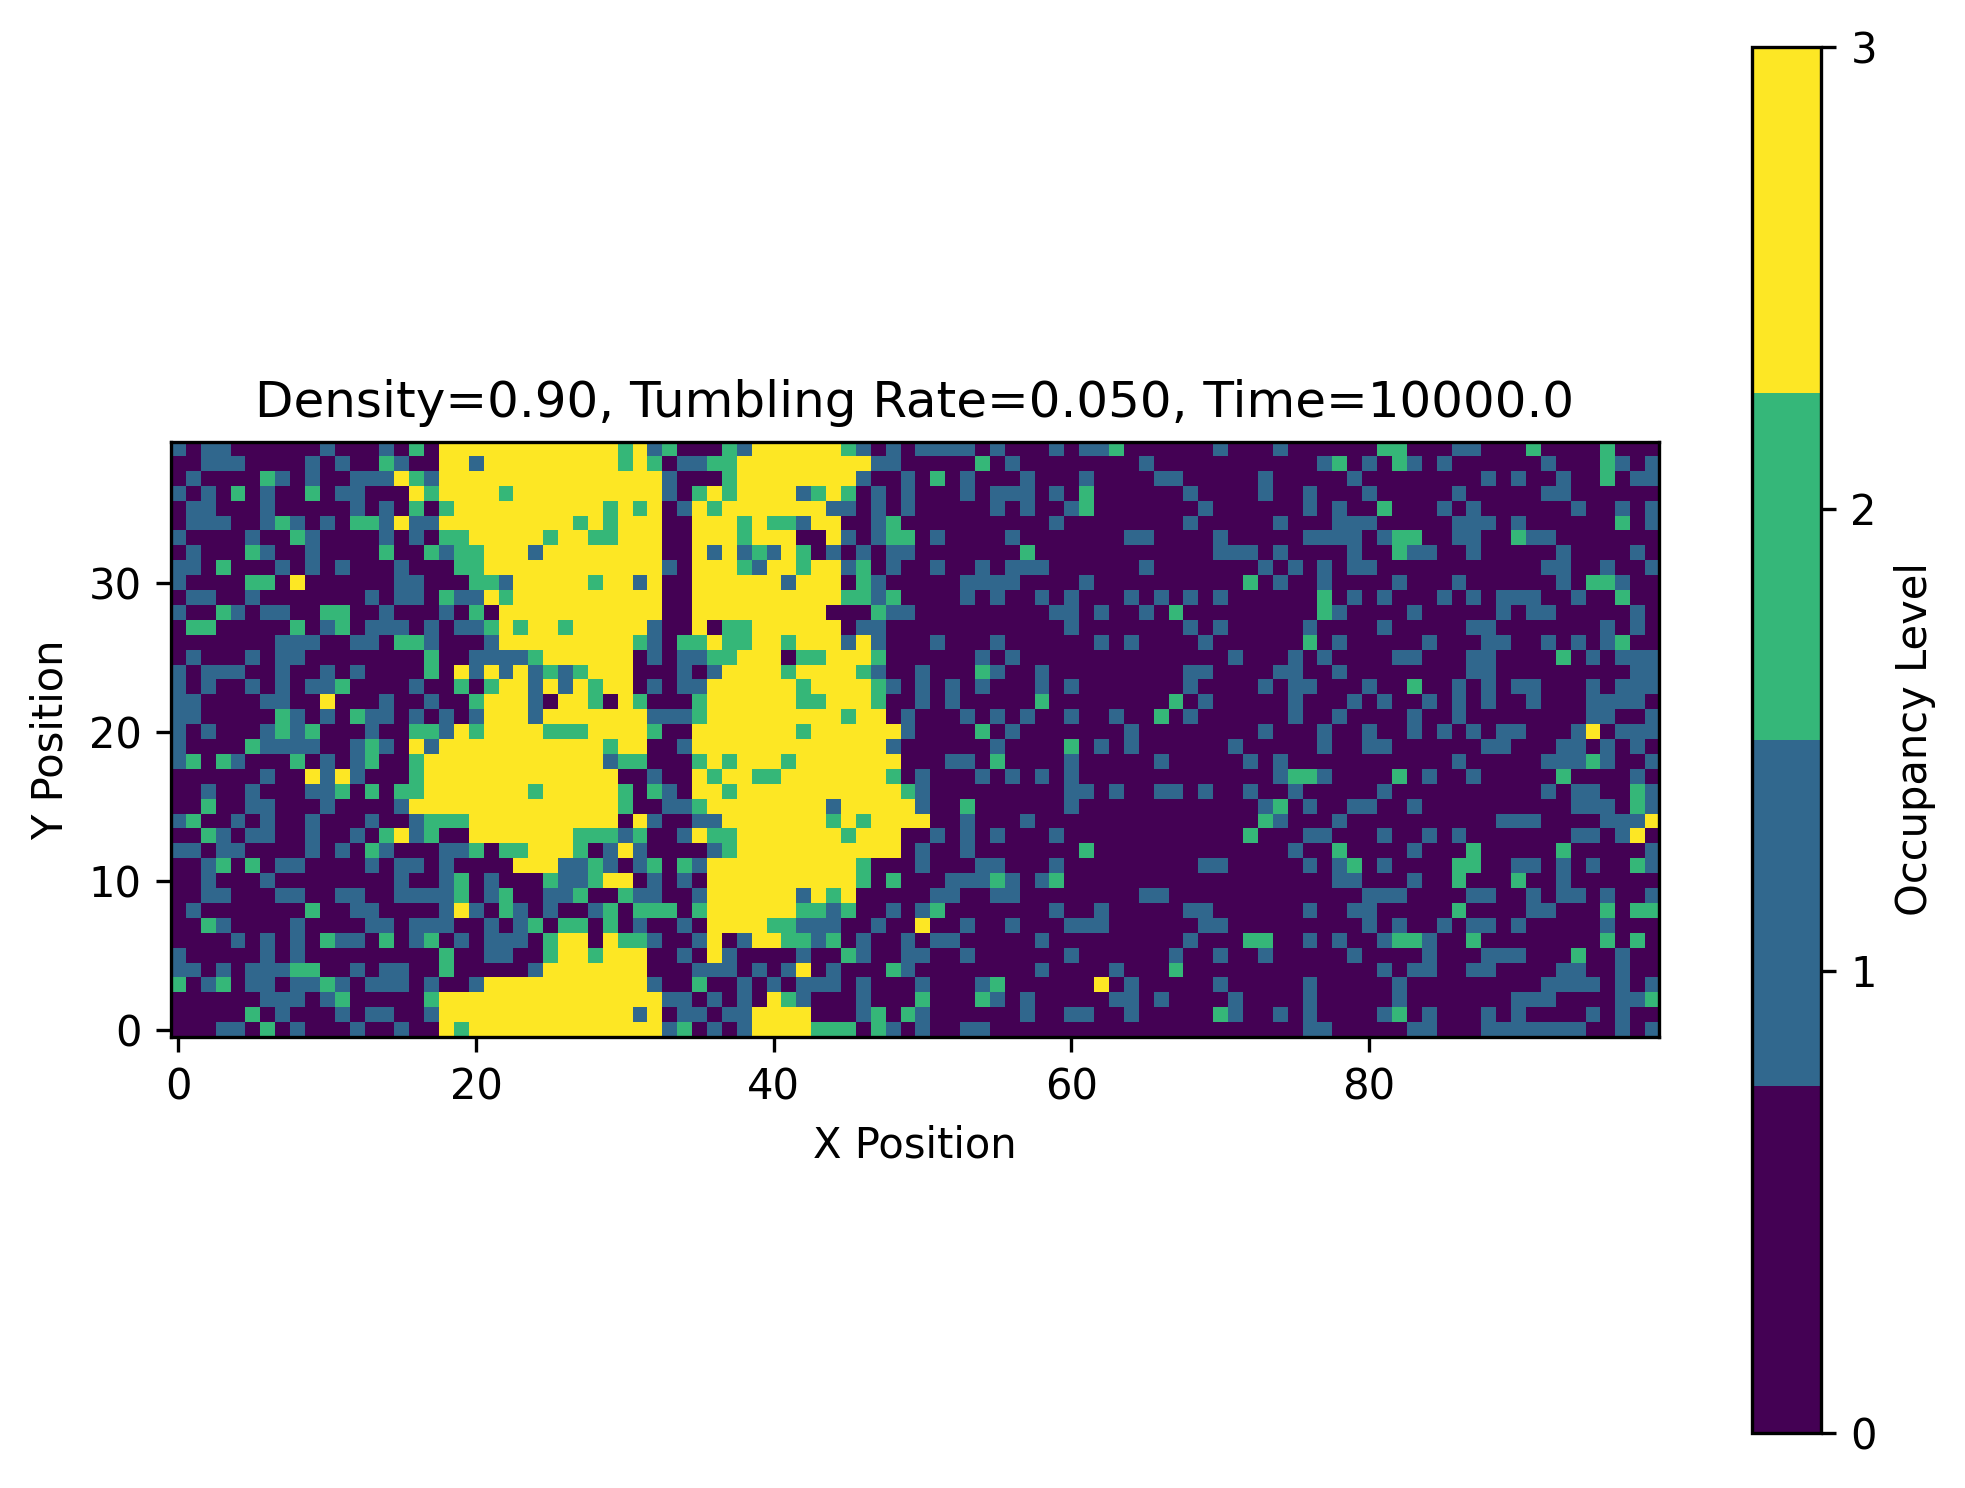 Density=0.90, Tumbling Rate=0.050, Time=10000.0
3
2
1
0
Occupancy Level
30
20
10
0
Y Position
0 20 40 60 80
X Position